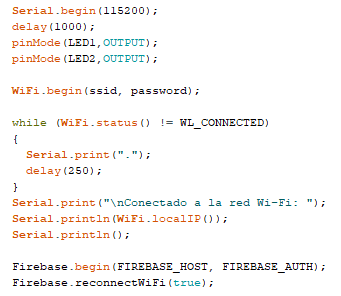 Serial.begin(115200);
delay(1000);
pinMode(LED1,OUTPUT);
pinMode(LED2,OUTPUT);
WiFi.begin(ssid, password);
while (WiFi.status() != WL_CONNECTED)
{
Serial.print(".");
delay(250);
}
Serial.print("\nConectado a la red Wi-Fi: ");
Serial.println(WiFi.localIP());
Serial.println();
Firebase.begin(FIREBASE_HOST, FIREBASE_AUTH);
Firebase.reconnectWiFi(true);